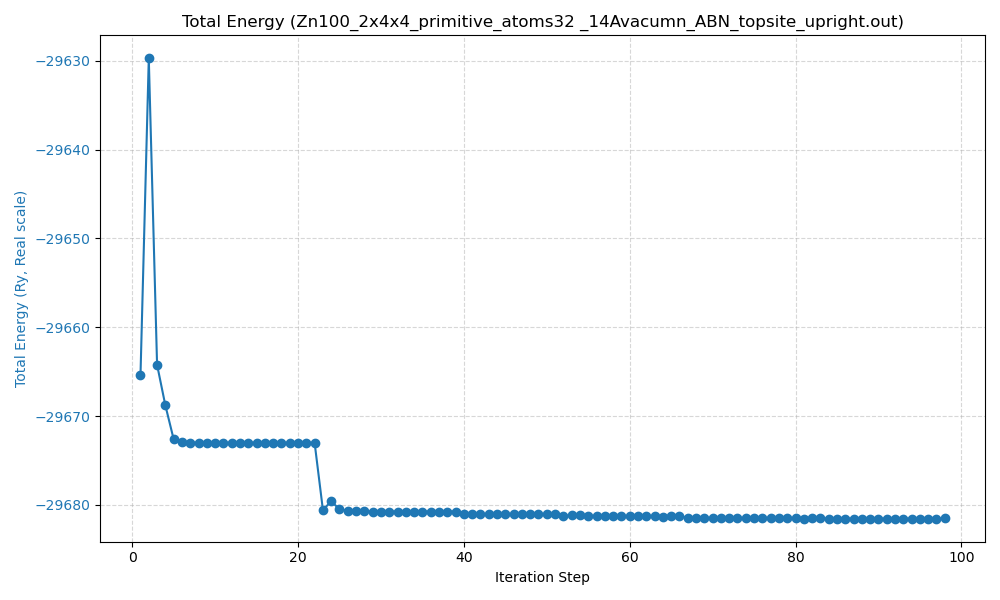 Total Energy (Zn100_2x4x4_primitive_atoms32 _14Avacumn_ABN_topsite_upright.out)
−29630
−29640
−29650
−29660
−29670
−29680
Total Energy (Ry, Real scale)
0 20 40 60 80 100
Iteration Step